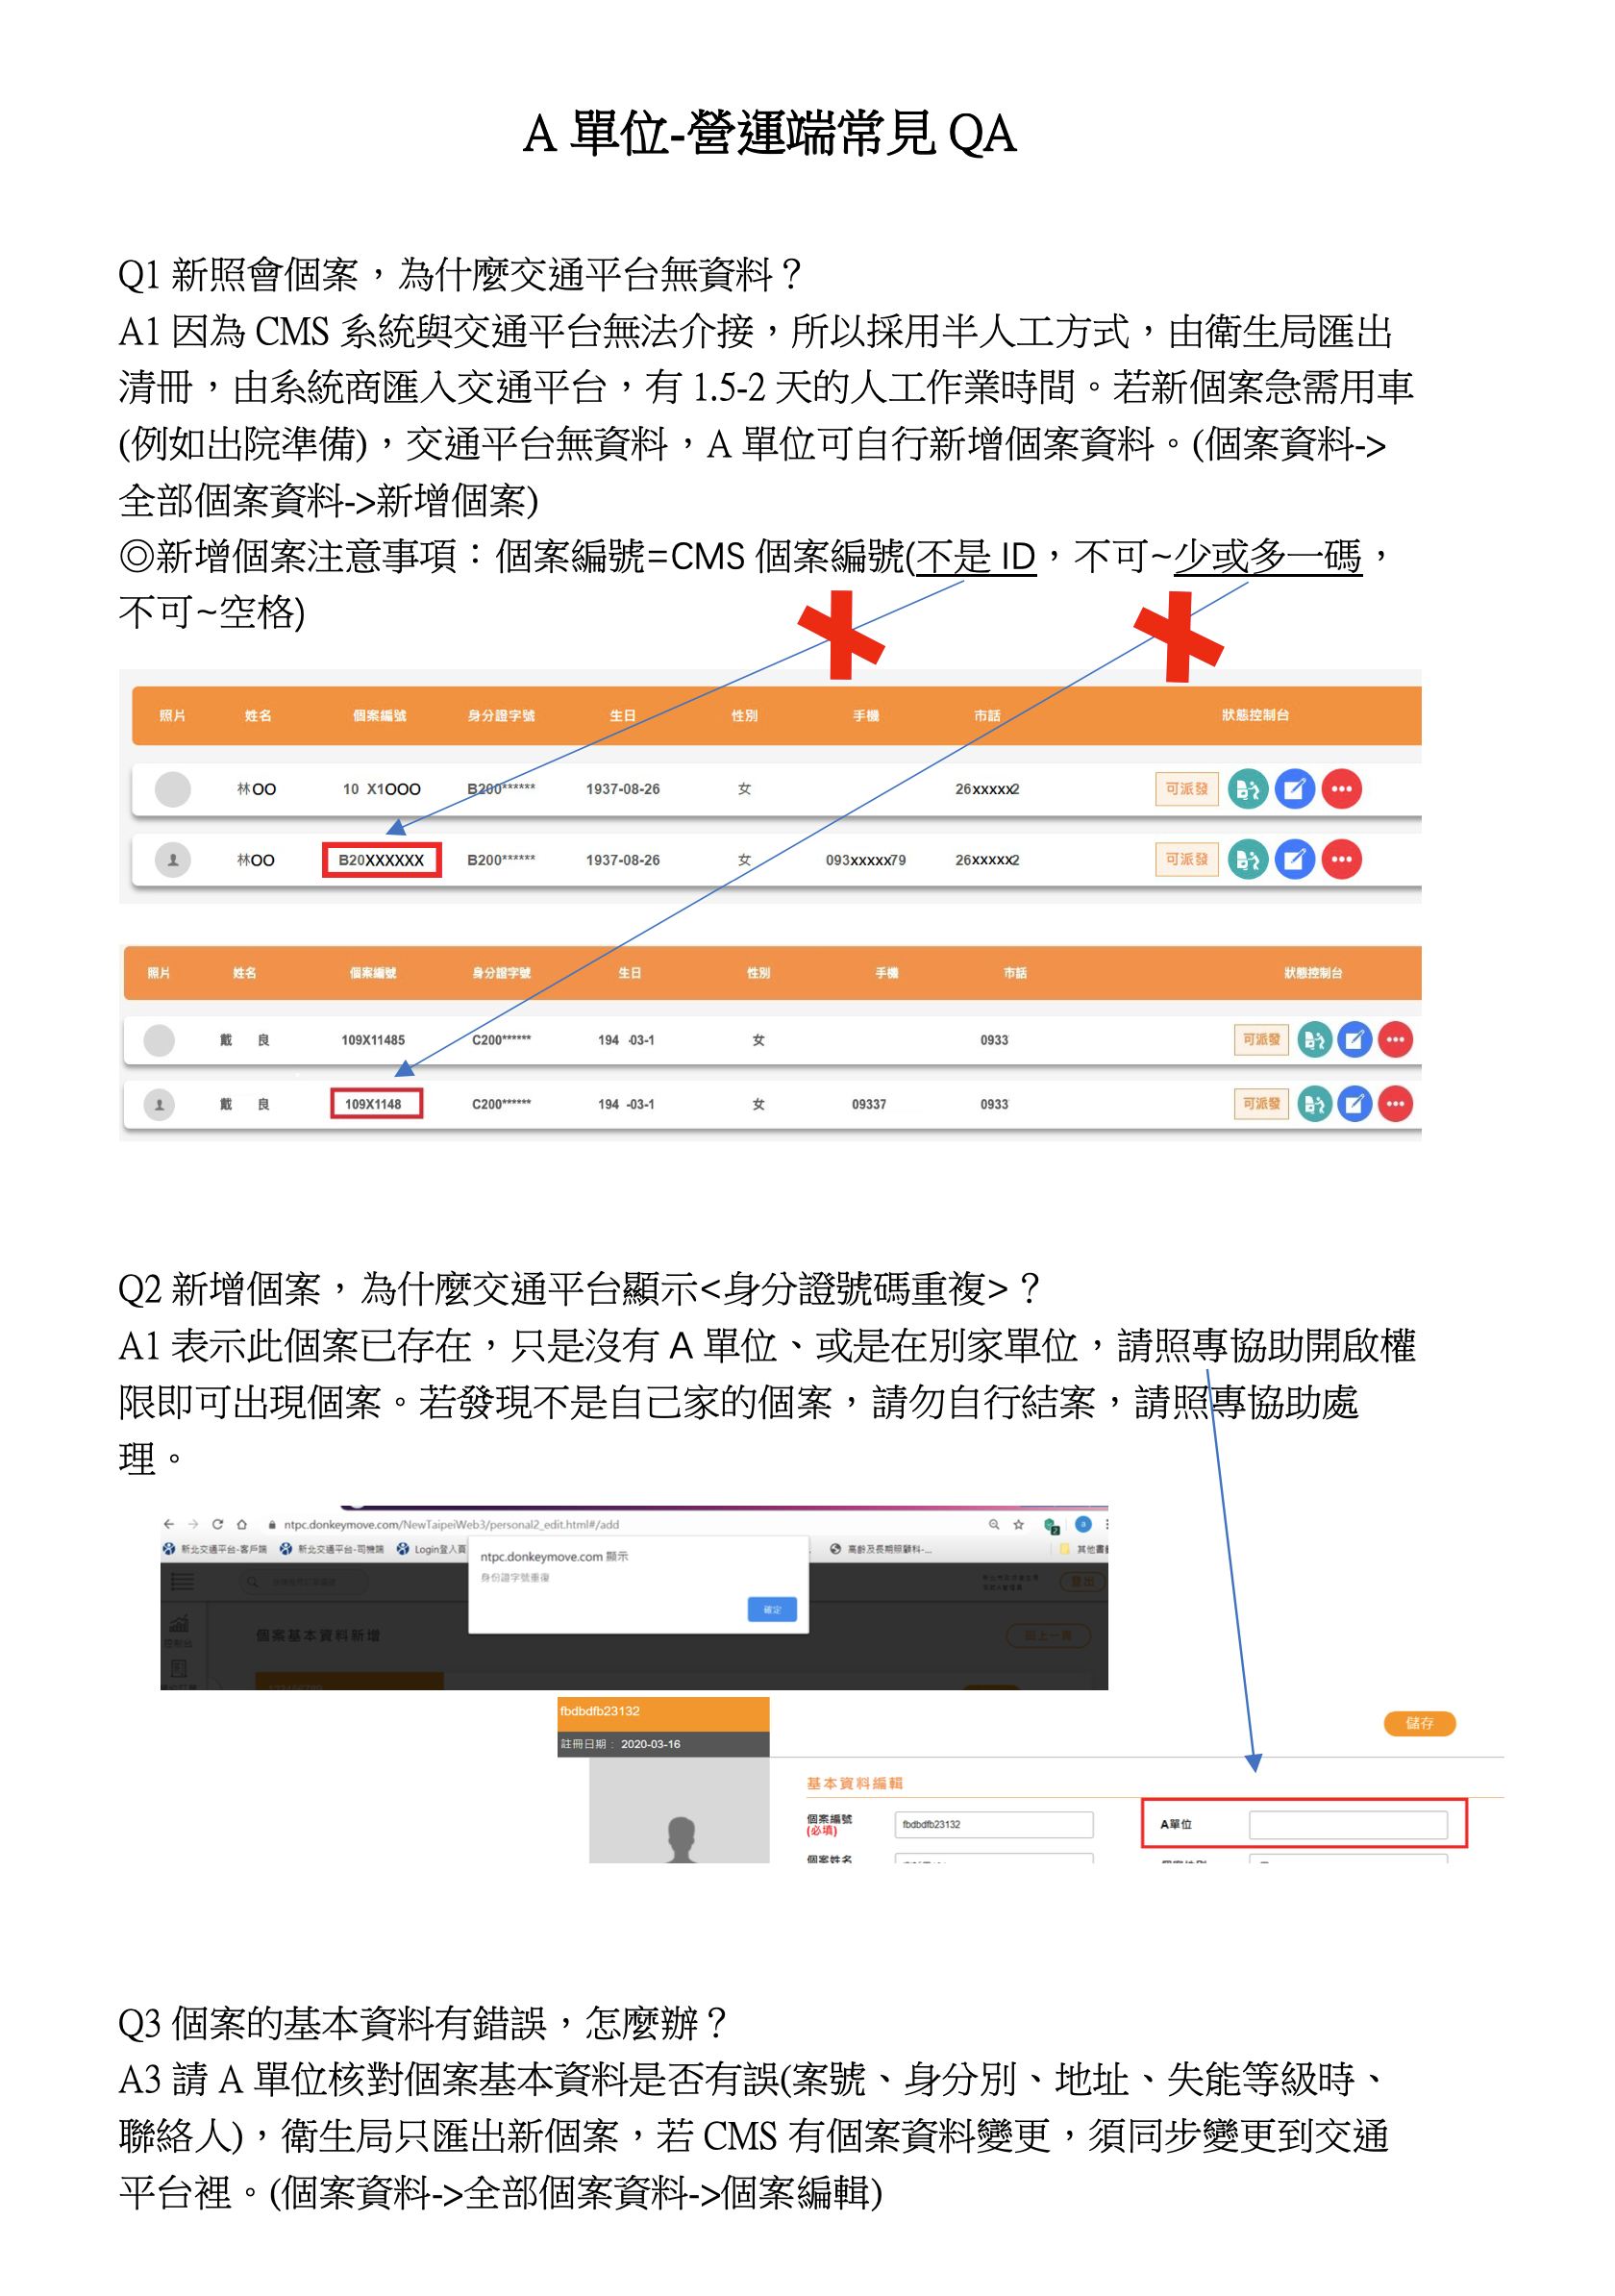 A 單位-營運端常見 QA
Q1 新照會個案，為什麼交通平台無資料？
A1 因為 CMS 系統與交通平台無法介接，所以採用半人工方式，由衛生局匯出
清冊，由系統商匯入交通平台，有 1.5-2 天的人工作業時間。若新個案急需用車
(例如出院準備)，交通平台無資料，A 單位可自行新增個案資料。(個案資料->
全部個案資料->新增個案)
◎新增個案注意事項：個案編號=CMS 個案編號(不是 ID，不可~少或多一碼，
不可~空格)
照片 姓名 個案編號 身分證字號 生日 性別 手機 市話 狀態控制台
林OO 10 X1OOO B200****** 1937-08-26 女 26xxxxx2 可派發
林OO B20XXXXXX B200****** 1937-08-26 女 093xxxxx79 26xxxxx2 可派發
照片 姓名 個案編號 身分證字號 生日 性別 手機 市話 狀態控制台
戴 良 109X11485 C200****** 194 -03-1 女 0933 可派發
戴 良 109X1148 C200****** 194 -03-1 女 09337 0933 可派發
Q2 新增個案，為什麼交通平台顯示<身分證號碼重複>？
A1 表示此個案已存在，只是沒有 A 單位、或是在別家單位，請照專協助開啟權
限即可出現個案。若發現不是自己家的個案，請勿自行結案，請照專協助處
理。
ntpc.donkeymove.com/NewTaipeiWeb3/personal2_edit.html#/add
新北交通平台-客戶端 新北交通平台-司機端 Login登入頁 高齡及長期照顧科-... 其他書籤
ntpc.donkeymove.com 顯示
身份證字號重復
確定
登出
控制台
個案基本資料新增
回上一頁
fbdbdfb23132
註冊日期： 2020-03-16
儲存
基本資料編輯
個案編號 fbdbdfb23132 A單位
(必填)
個案姓名
Q3 個案的基本資料有錯誤，怎麼辦？
A3 請 A 單位核對個案基本資料是否有誤(案號、身分別、地址、失能等級時、
聯絡人)，衛生局只匯出新個案，若 CMS 有個案資料變更，須同步變更到交通
平台裡。(個案資料->全部個案資料->個案編輯)